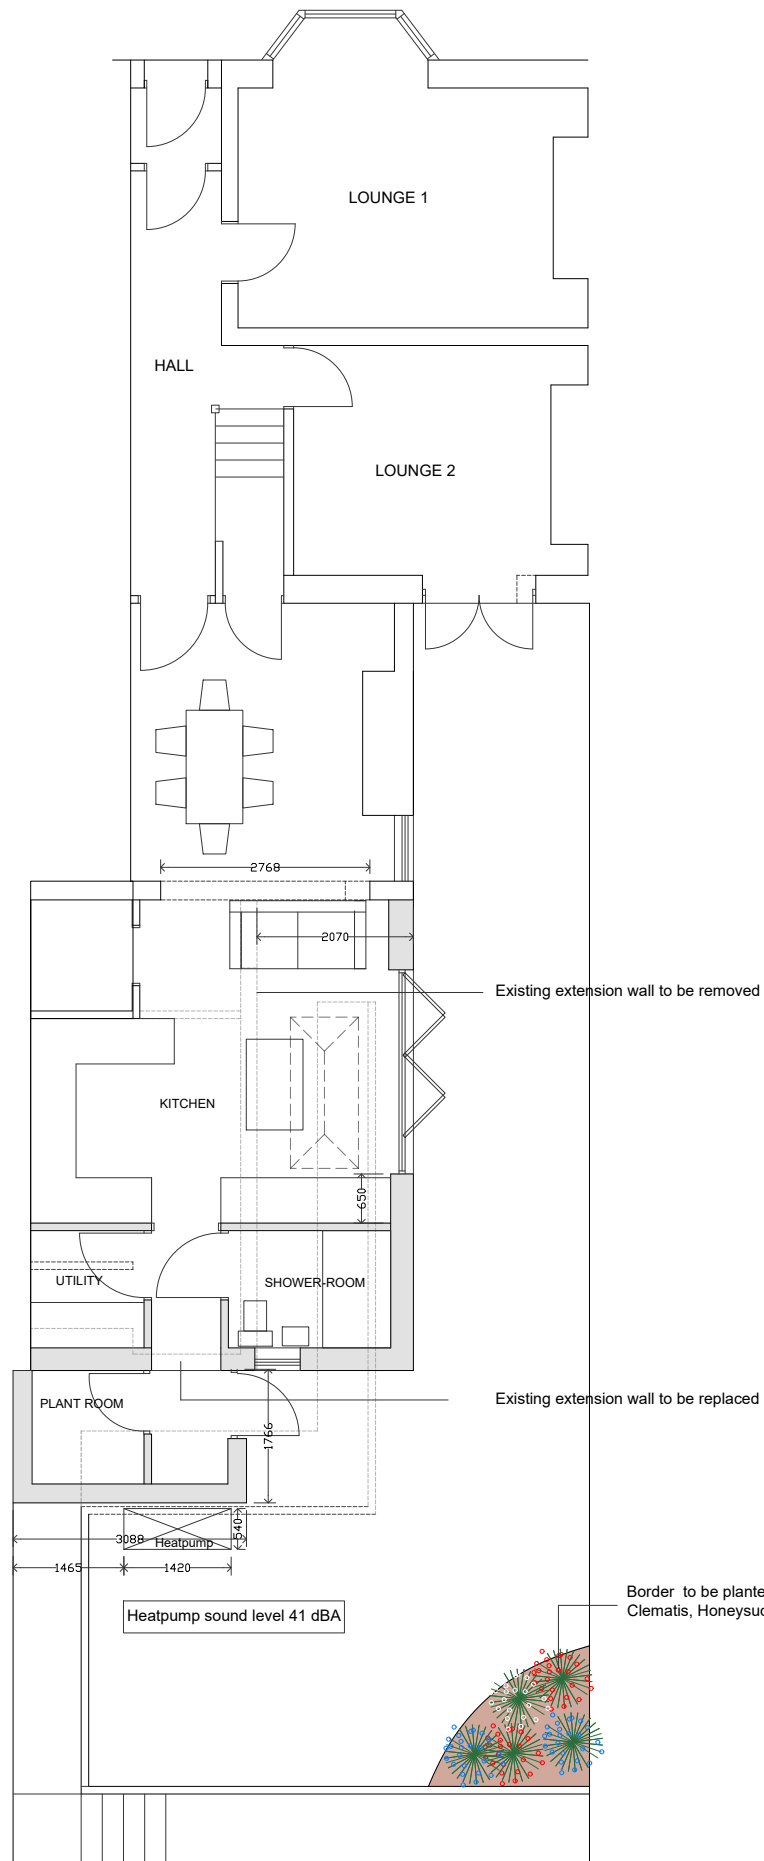 LOUNGE 1
HALL
LOUNGE 2
2768
2070
Existing extension wall to be removed
KITCHEN
650
UTILITY
SHOWER-ROOM
PLANT ROOM
Existing extension wall to be replaced
1766
3088
540
Heatpump
1465
1420
Heatpump sound level 41 dBA
Border to be plante
Clematis, Honeysuc